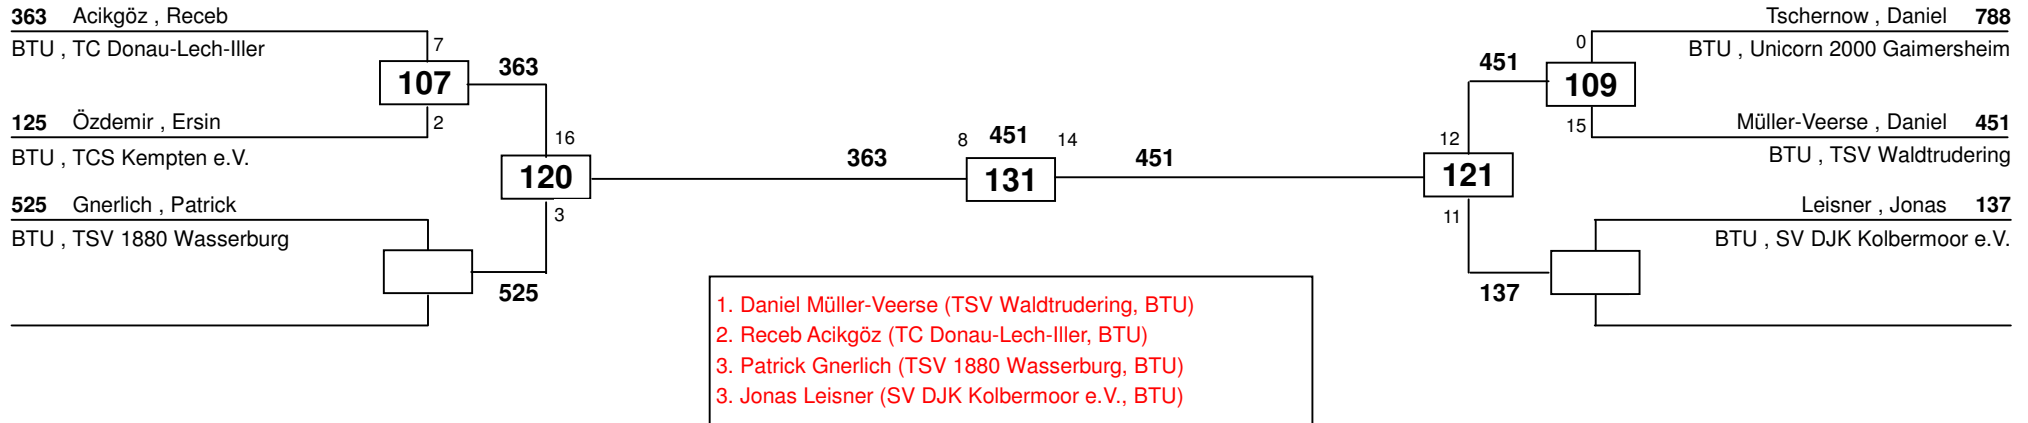 363 Acikgöz , Receb
BTU , TC Donau-Lech-Iller
7
107
363
2
125 Özdemir , Ersin
BTU , TCS Kempten e.V.
16
120
3
525 Gnerlich , Patrick
BTU , TSV 1880 Wasserburg
525
363
8 451 14
131
451
Tschernow , Daniel 788
BTU , Unicorn 2000 Gaimersheim
0
451
109
15
Müller-Veerse , Daniel 451
BTU , TSV Waldtrudering
12
121
11
Leisner , Jonas 137
BTU , SV DJK Kolbermoor e.V.
137
1. Daniel Müller-Veerse (TSV Waldtrudering, BTU)
2. Receb Acikgöz (TC Donau-Lech-Iller, BTU)
3. Patrick Gnerlich (TSV 1880 Wasserburg, BTU)
3. Jonas Leisner (SV DJK Kolbermoor e.V., BTU)